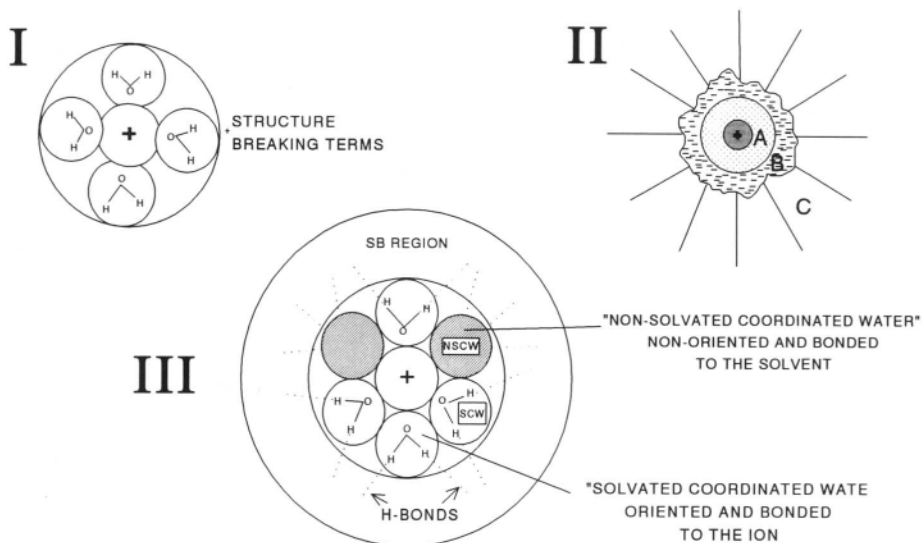 I
H H
O
H
O
H
+
O
H
H
O
H H
+ STRUCTURE
BREAKING TERMS
II
+
A
B
C
III
SB REGION
H H
O
NSCW
+
H O
H
O H
H
SCW
O
H H
H-BONDS
"NON-SOLVATED COORDINATED WATER"
NON-ORIENTED AND BONDED
TO THE SOLVENT
"SOLVATED COORDINATED WATE
ORIENTED AND BONDED
TO THE ION